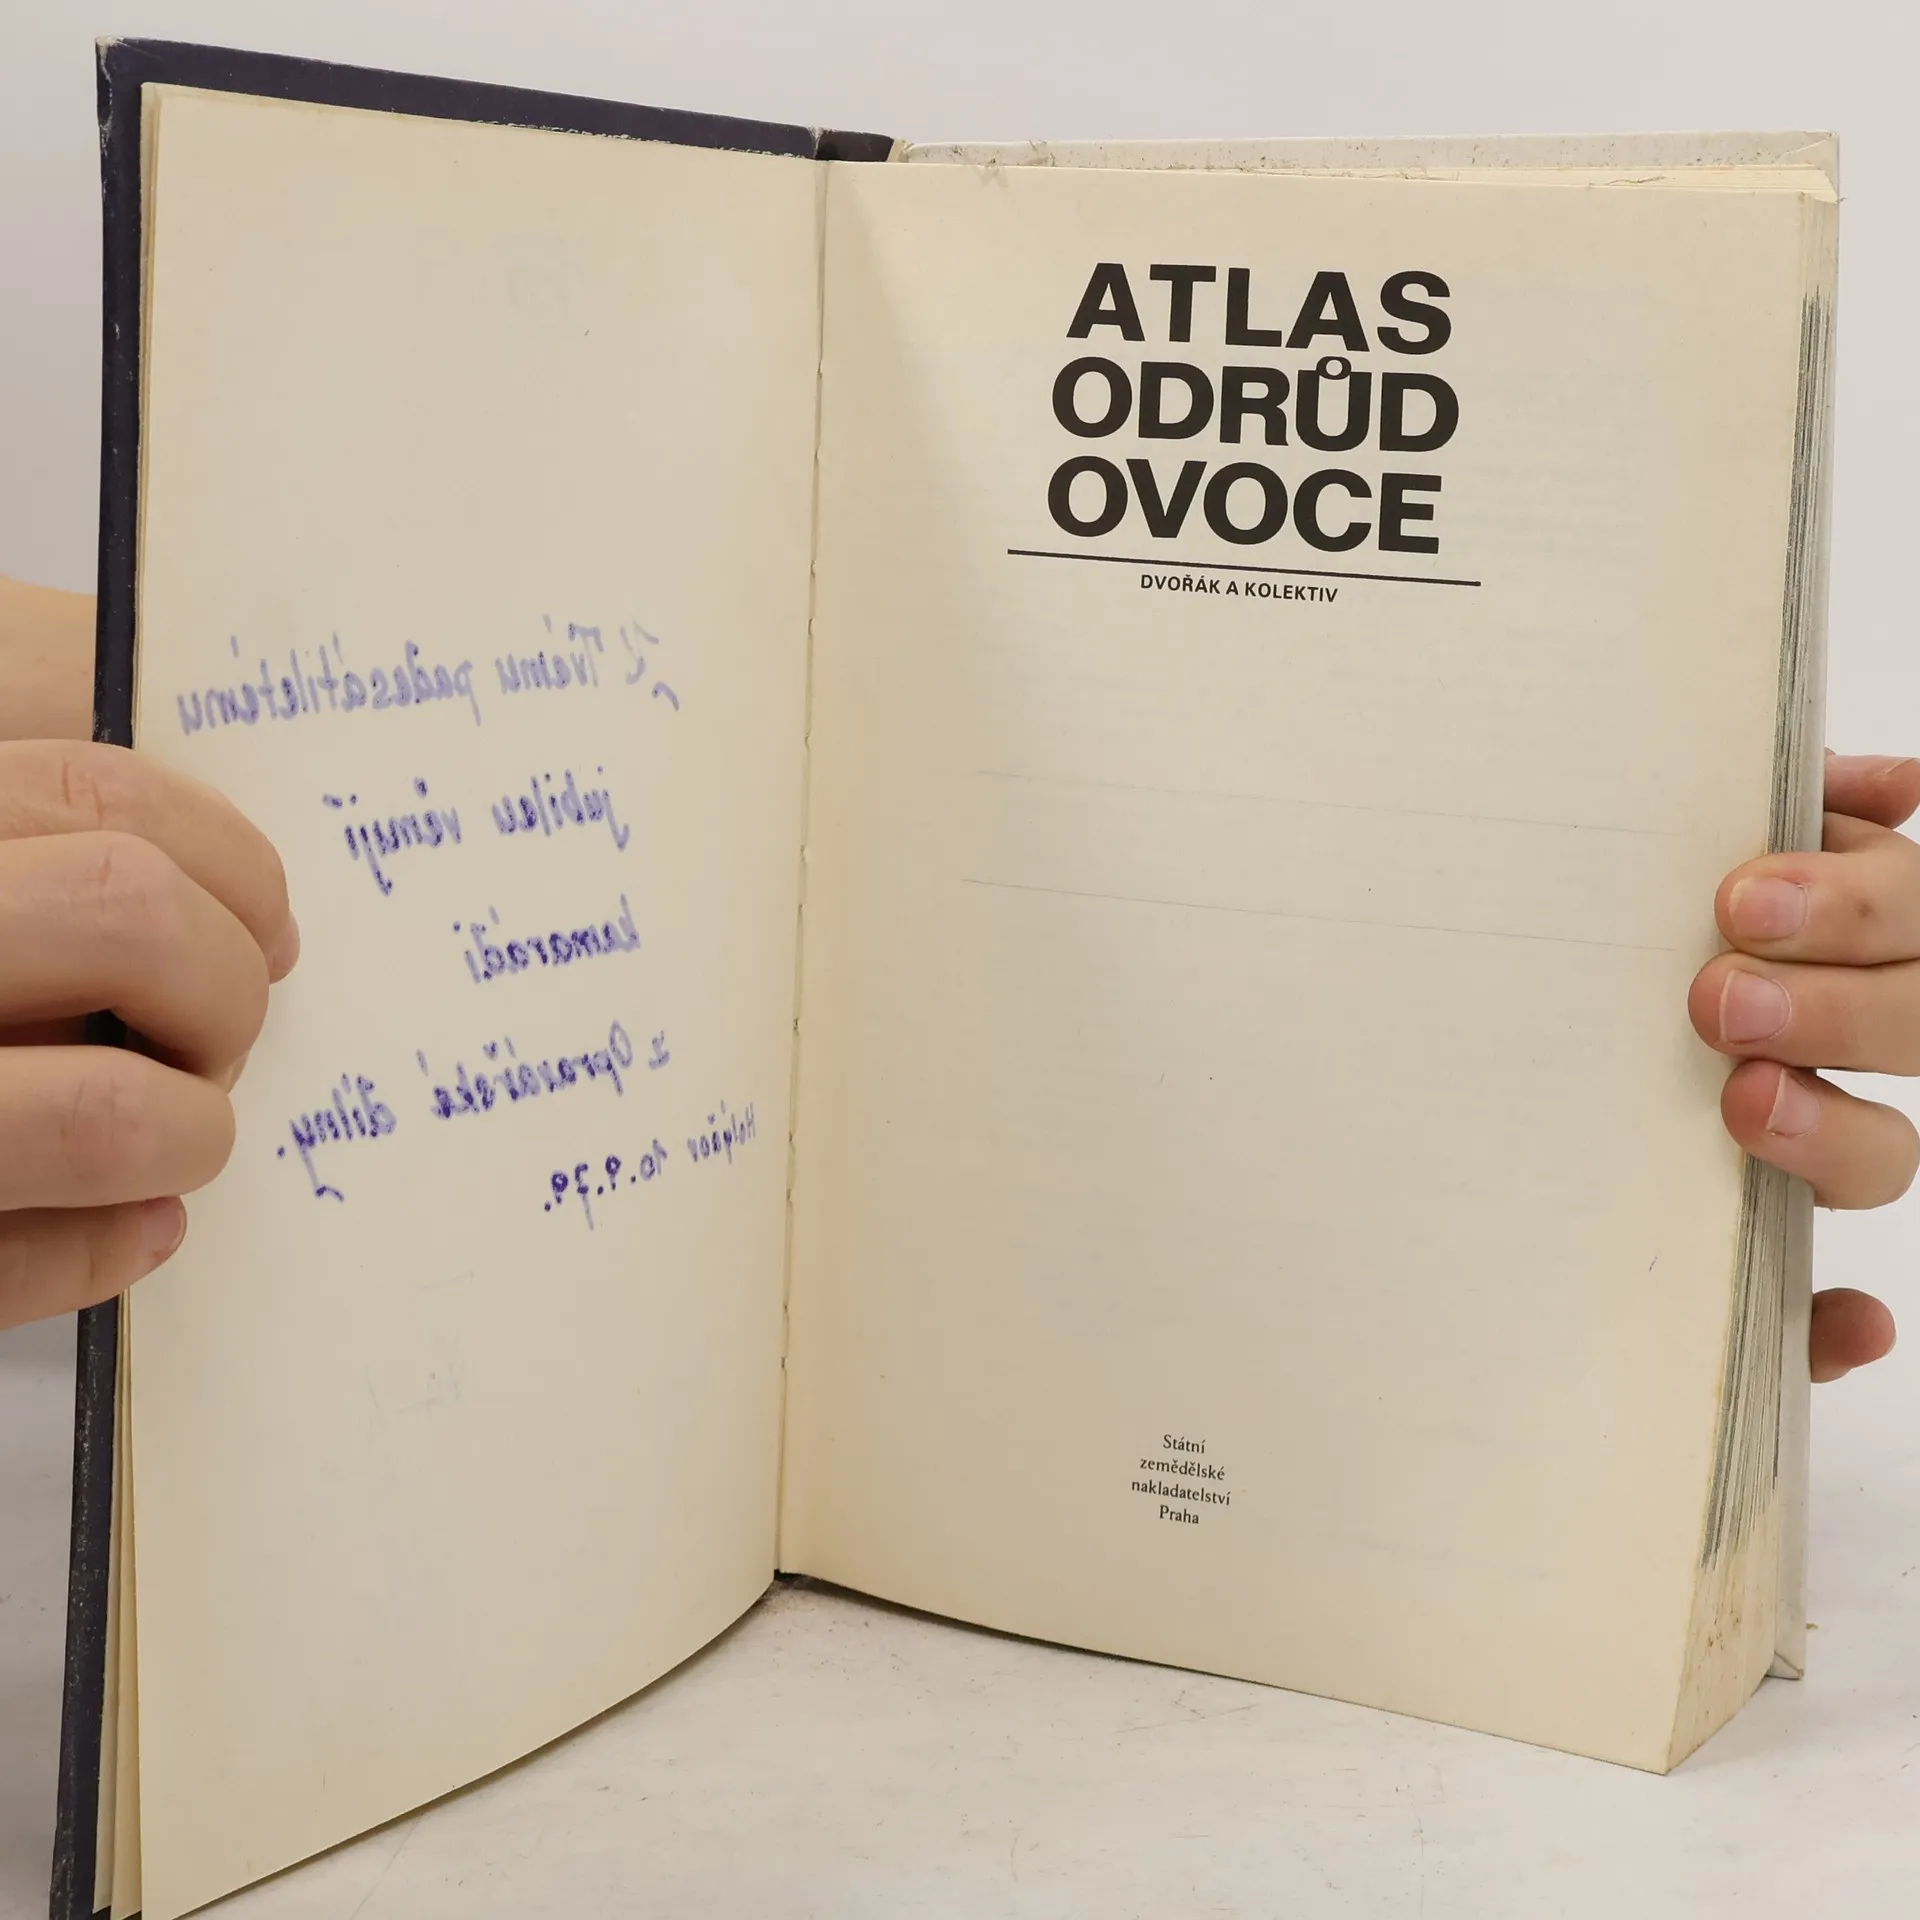 K Tvému padesátiletému
jubileu věnují
kamarádi
z Opravářské dílny.
Holýšov 10.9.79.
ATLAS
ODRŮD
OVOCE
DVOŘÁK A KOLEKTIV
Státní
zemědělské
nakladatelství
Praha